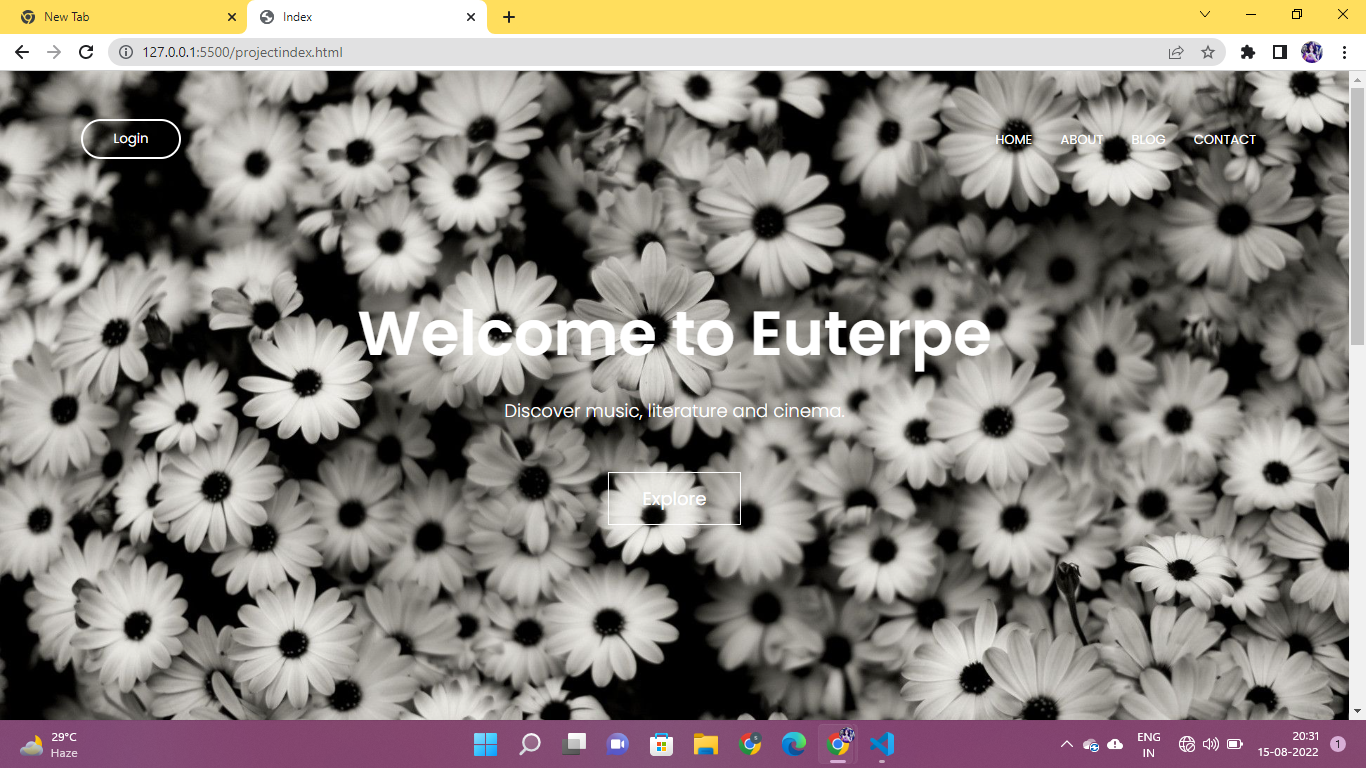 New Tab
Index
127.0.0.1:5500/projectindex.html
Login
HOME ABOUT BLOG CONTACT
Welcome to Euterpe
Discover music, literature and cinema.
Explore
29°C
Haze
ENG
IN
20:31
15-08-2022
1